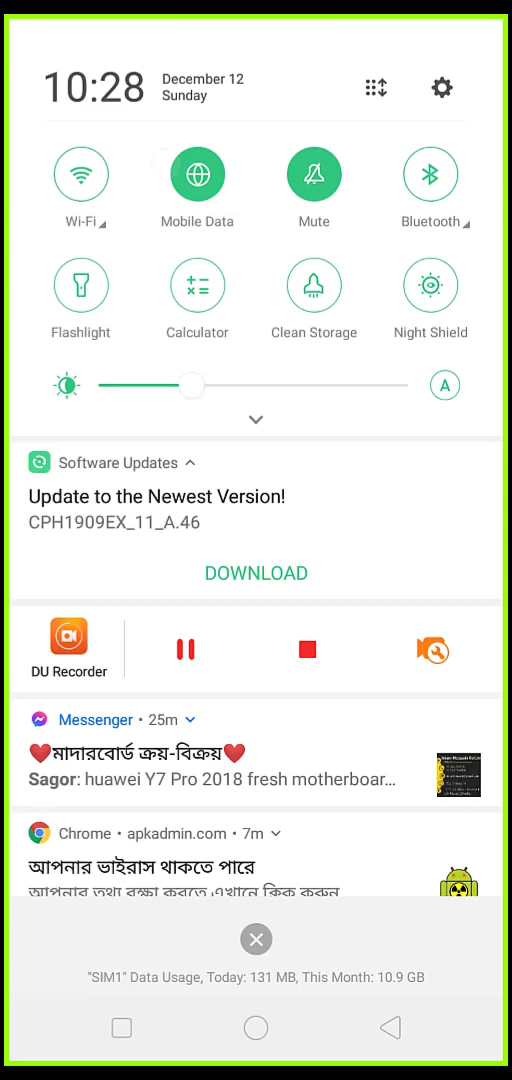 10:28
December 12
Sunday
Wi-Fi
Mobile Data
Mute
Bluetooth
Flashlight
Calculator
Clean Storage
Night Shield
A
Software Updates
Update to the Newest Version!
CPH1909EX_11_A.46
DOWNLOAD
DU Recorder
Messenger • 25m
❤️মাদারবোর্ড ক্রয়-বিক্রয়❤️
Sagor: huawei Y7 Pro 2018 fresh motherboar...
Chrome • apkadmin.com • 7m
আপনার ভাইরাস থাকতে পারে
আপনার তথ্য রক্ষা করতে এখানে ক্লিক করুন
"SIM1" Data Usage, Today: 131 MB, This Month: 10.9 GB